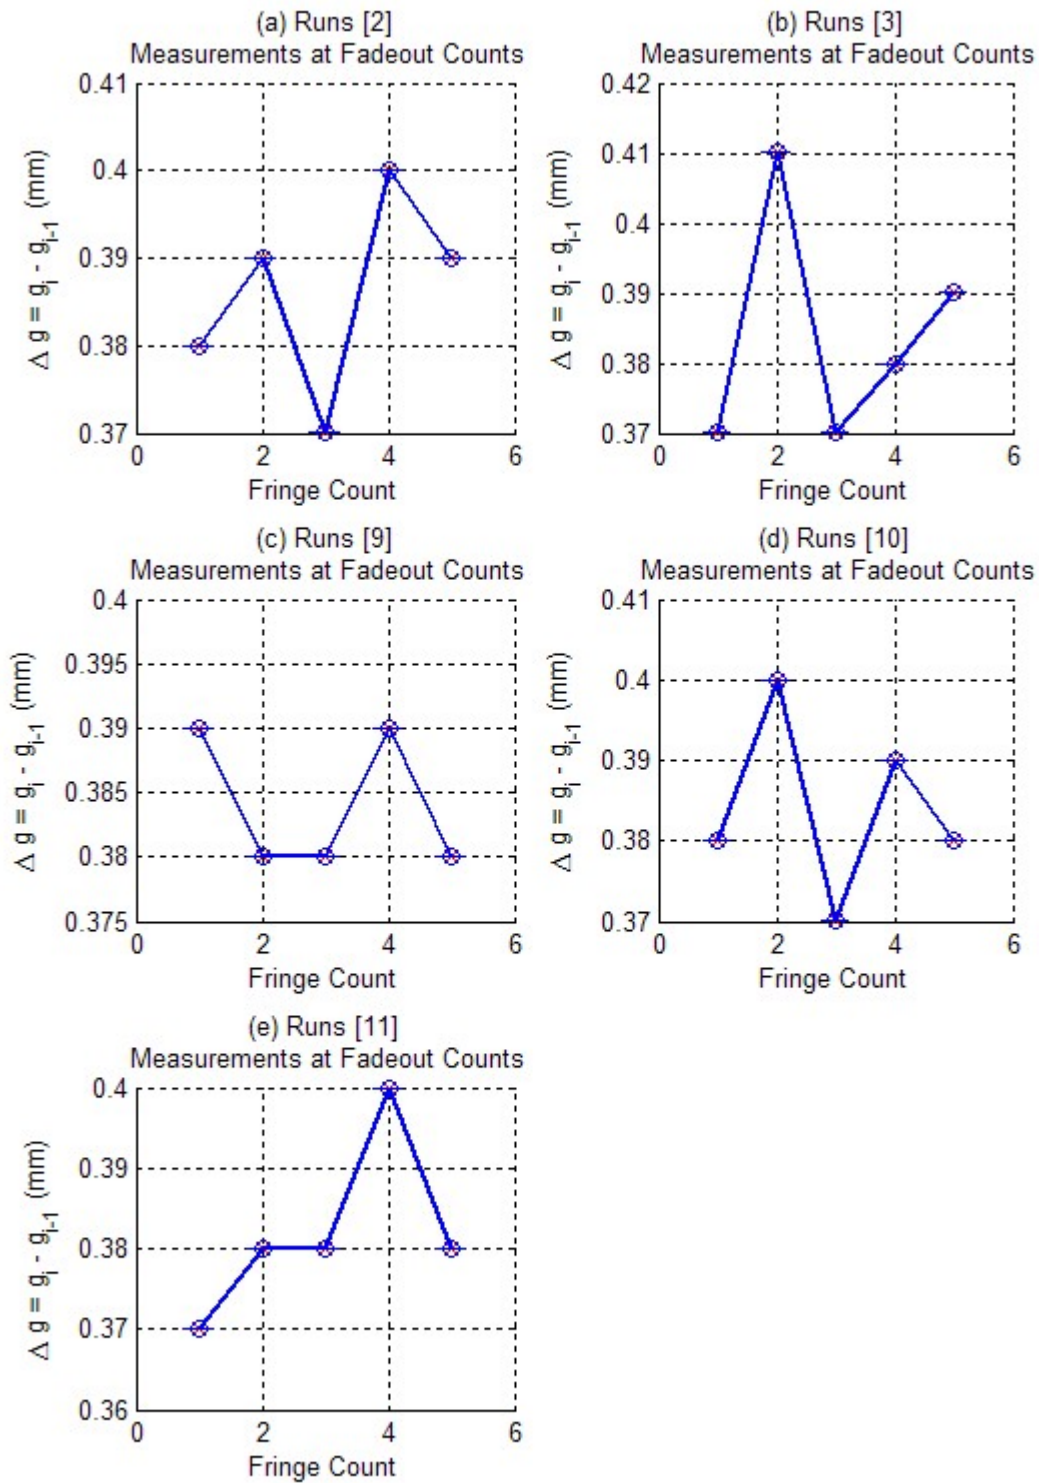 (a) Runs [2]
Measurements at Fadeout Counts
0.41
0.4
0.39
0.38
0.37
Δ g = g_i - g_{i-1} (mm)
0 2 4 6
Fringe Count
(b) Runs [3]
Measurements at Fadeout Counts
0.42
0.41
0.4
0.39
0.38
0.37
Δ g = g_i - g_{i-1} (mm)
0 2 4 6
Fringe Count
(c) Runs [9]
Measurements at Fadeout Counts
0.4
0.395
0.39
0.385
0.38
0.375
Δ g = g_i - g_{i-1} (mm)
0 2 4 6
Fringe Count
(d) Runs [10]
Measurements at Fadeout Counts
0.41
0.4
0.39
0.38
0.37
Δ g = g_i - g_{i-1} (mm)
0 2 4 6
Fringe Count
(e) Runs [11]
Measurements at Fadeout Counts
0.4
0.39
0.38
0.37
0.36
Δ g = g_i - g_{i-1} (mm)
0 2 4 6
Fringe Count